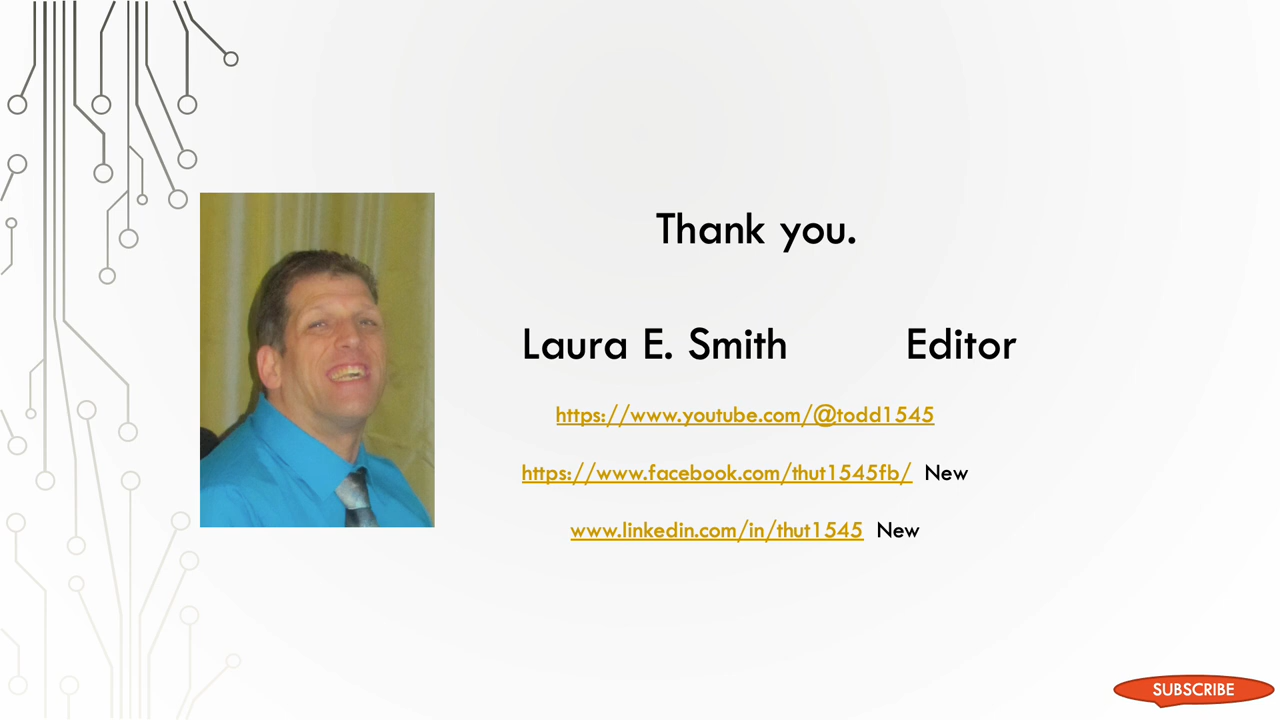 Thank you.
Laura E. Smith Editor
https://www.youtube.com/@todd1545
https://www.facebook.com/thut1545fb/ New
www.linkedin.com/in/thut1545 New
SUBSCRIBE